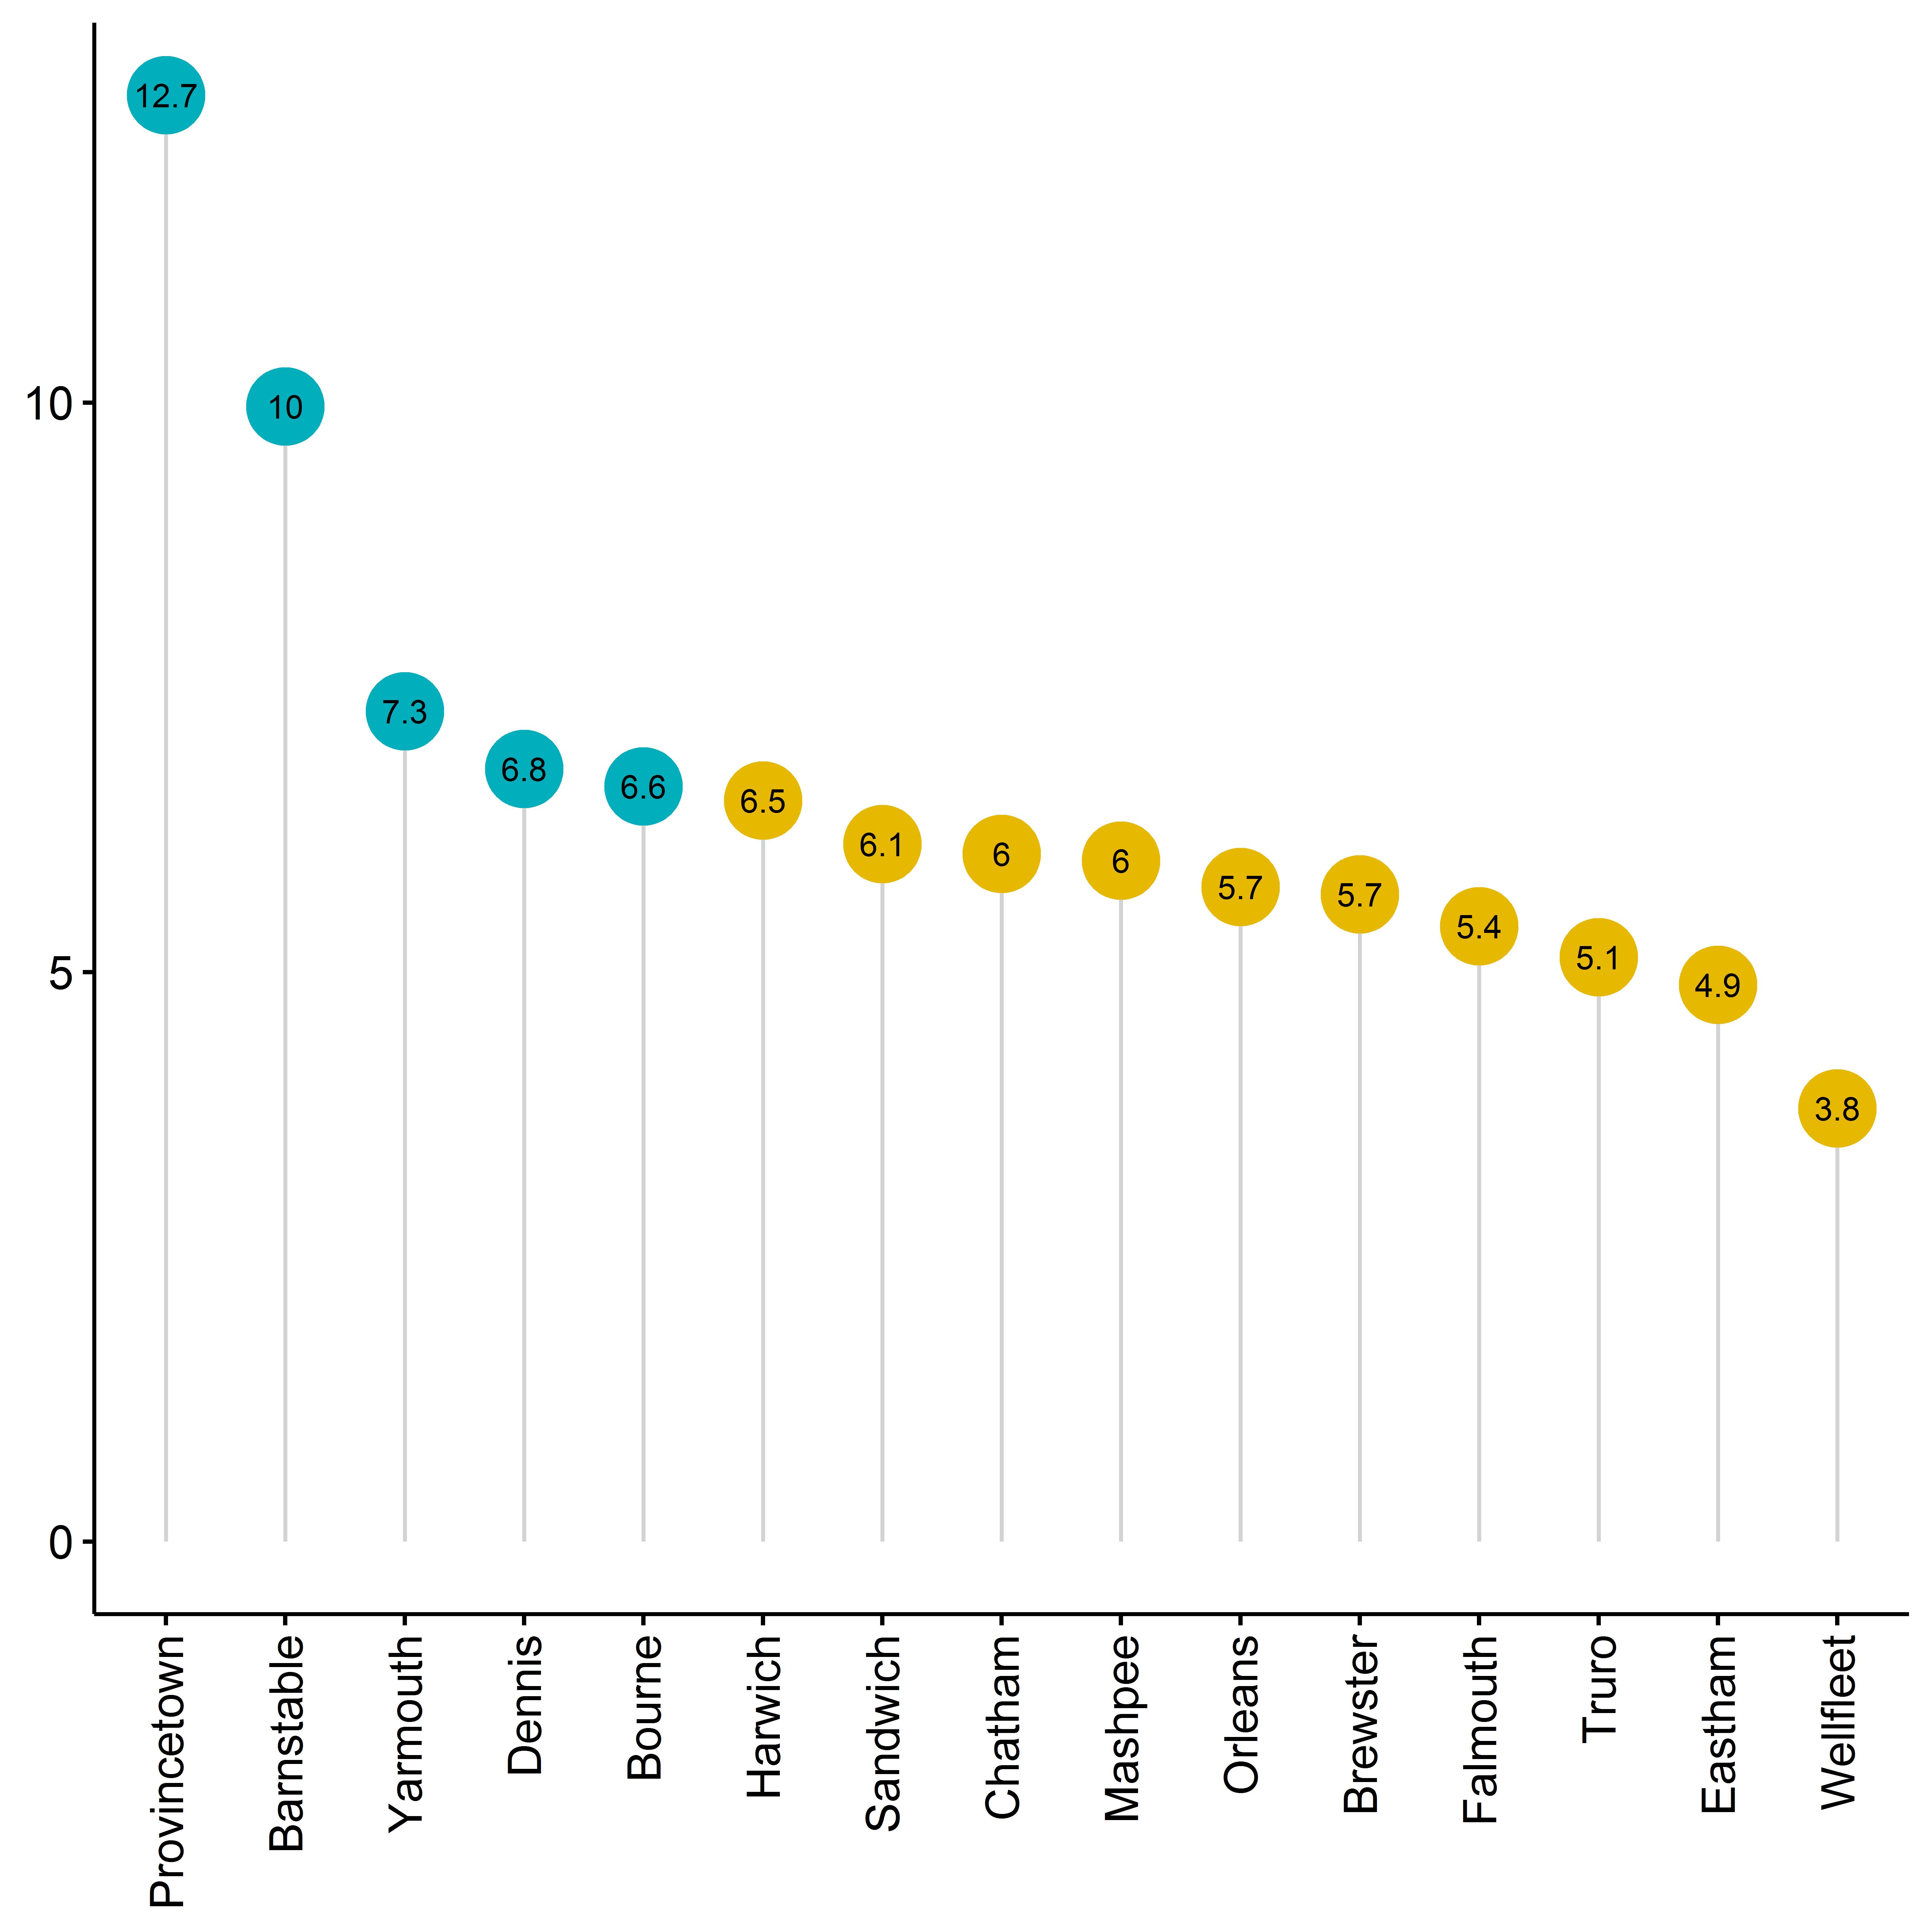 12.7
10
10
7.3
6.8
6.6
6.5
6.1
6
6
5.7
5.7
5.4
5.1
5
4.9
3.8
0
Provincetown
Barnstable
Yarmouth
Dennis
Bourne
Harwich
Sandwich
Chatham
Mashpee
Orleans
Brewster
Falmouth
Truro
Eastham
Wellfleet